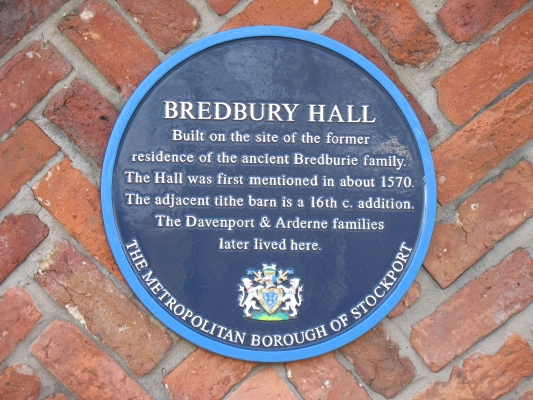 BREDBURY HALL
Built on the site of the former
residence of the ancient Bredburie family.
The Hall was first mentioned in about 1570.
The adjacent tithe barn is a 16th c. addition.
The Davenport & Arderne families
later lived here.
THE METROPOLITAN BOROUGH OF STOCKPORT